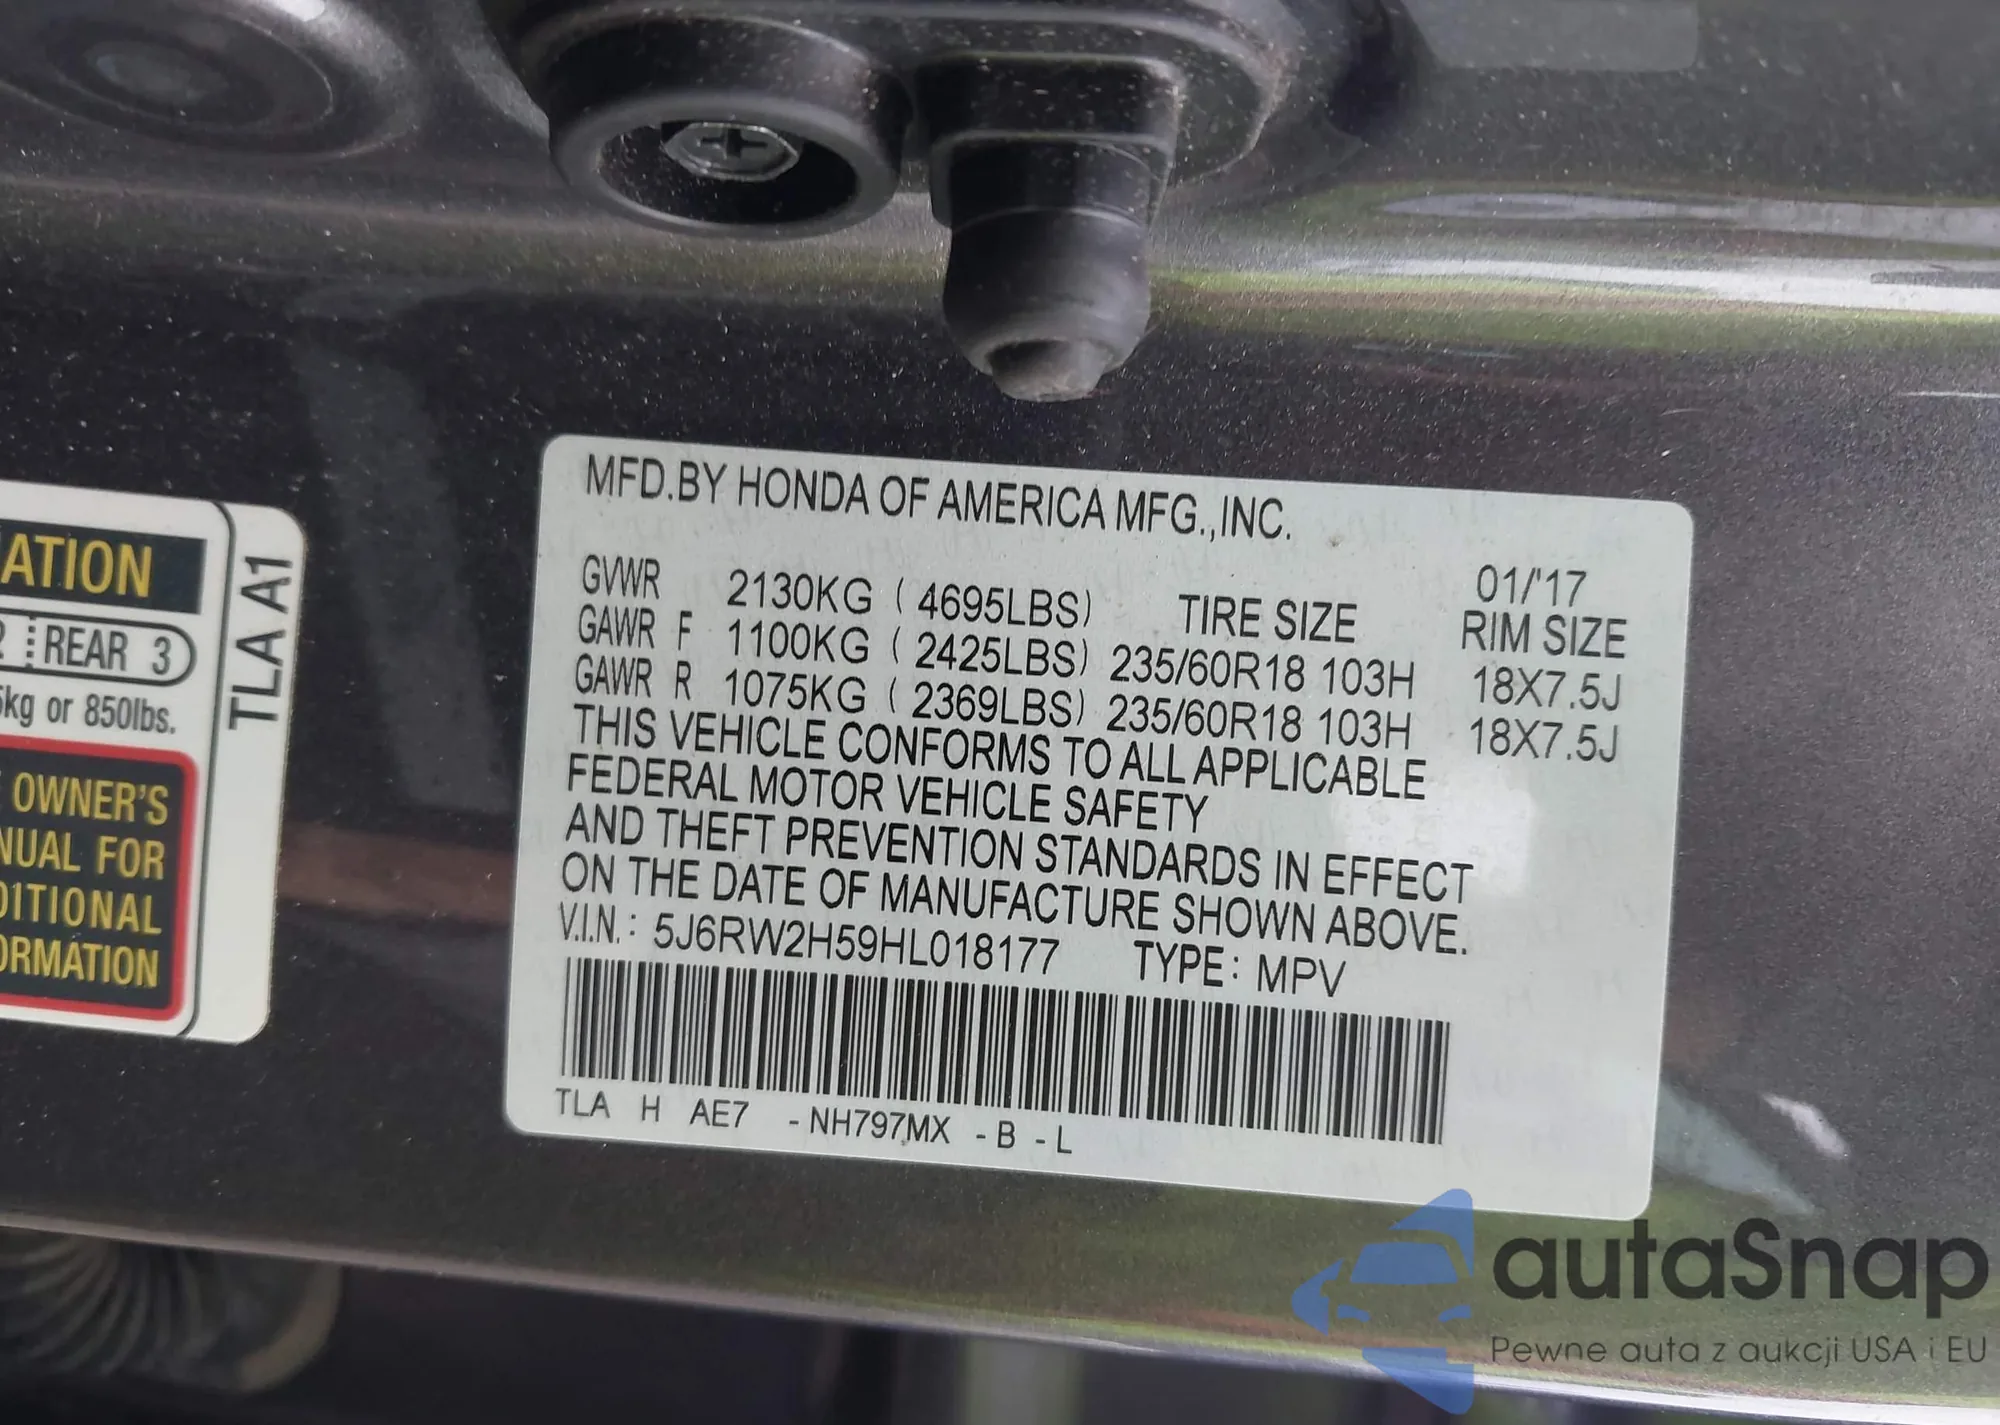 ATION
REAR 3
kg or 850lbs.
OWNER'S
NUAL FOR
DITIONAL
ORMATION
TLA A1
MFD.BY HONDA OF AMERICA MFG.,INC.
01/'17
GVWR 2130KG (4695LBS) TIRE SIZE RIM SIZE
GAWR F 1100KG (2425LBS) 235/60R18 103H 18X7.5J
GAWR R 1075KG (2369LBS) 235/60R18 103H 18X7.5J
THIS VEHICLE CONFORMS TO ALL APPLICABLE
FEDERAL MOTOR VEHICLE SAFETY
AND THEFT PREVENTION STANDARDS IN EFFECT
ON THE DATE OF MANUFACTURE SHOWN ABOVE.
V.I.N.: 5J6RW2H59HL018177 TYPE: MPV
TLA H AE7 -NH797MX -B -L
autaSnap
Pewne auta z aukcji USA i EU